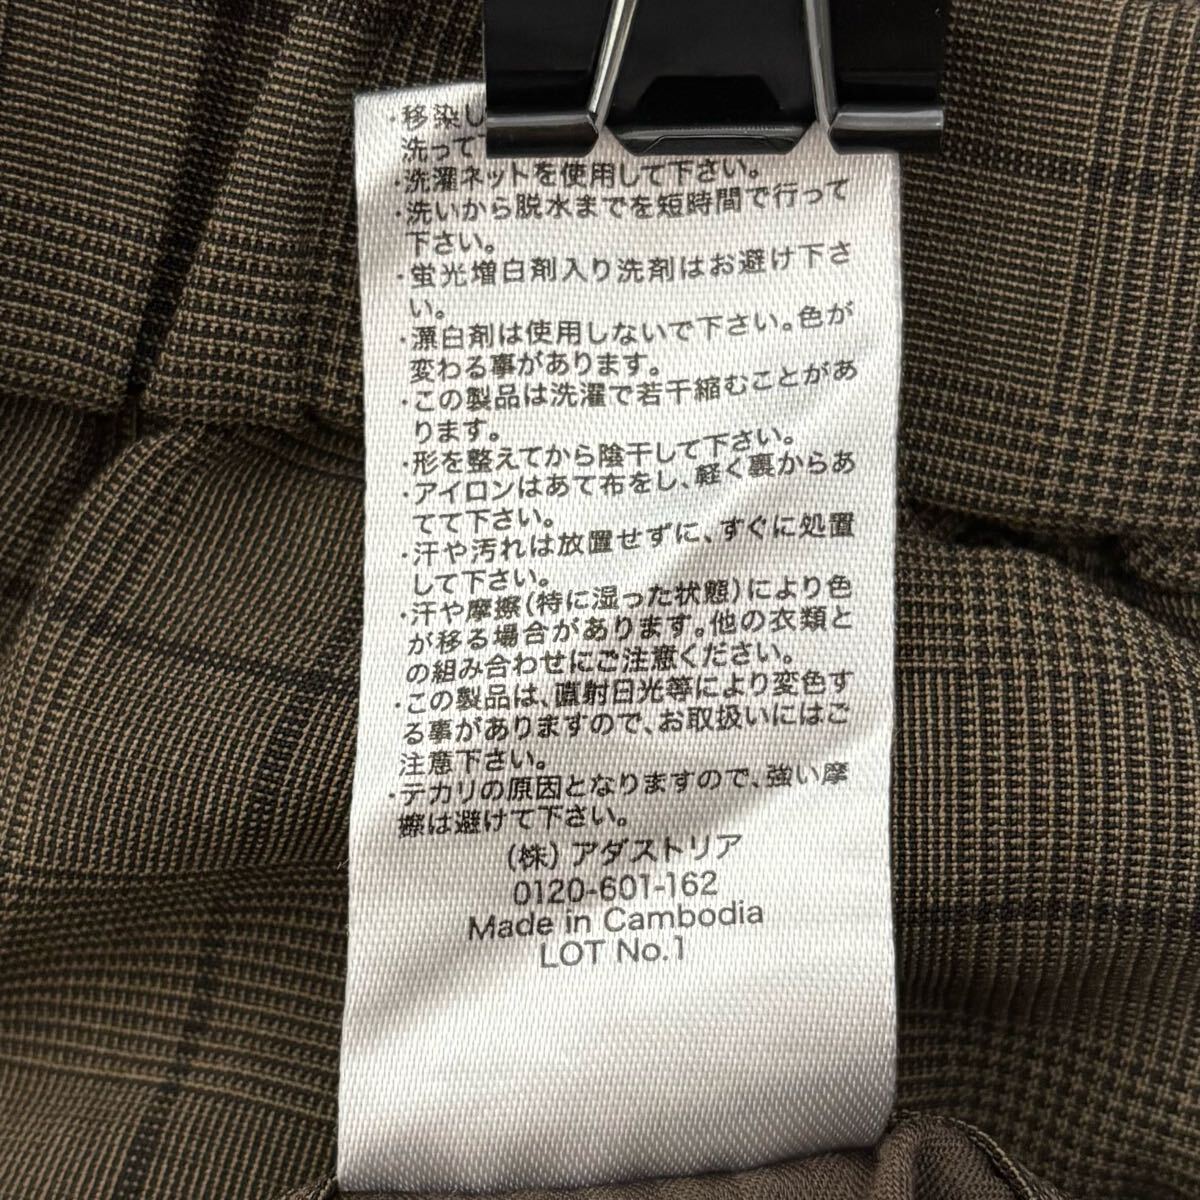 ・移染し
洗って
・洗濯ネットを使用して下さい。
・洗いから脱水までを短時間で行って
下さい。
・蛍光増白剤入り洗剤はお避け下さ
い。
・漂白剤は使用しないで下さい。色が
変わる事があります。
・この製品は洗濯で若干縮むことがあ
ります。
・形を整えてから陰干して下さい。
・アイロンはあて布をし、軽く裏からあ
てて下さい。
・汗や汚れは放置せずに、すぐに処置
して下さい。
・汗や摩擦(特に湿った状態)により色
が移る場合があります。他の衣類と
の組み合わせにご注意ください。
・この製品は、直射日光等により変色す
る事がありますので、お取扱いにはご
注意下さい。
・テカリの原因となりますので、強い摩
擦は避けて下さい。
(株) アダストリア
0120-601-162
Made in Cambodia
LOT No.1